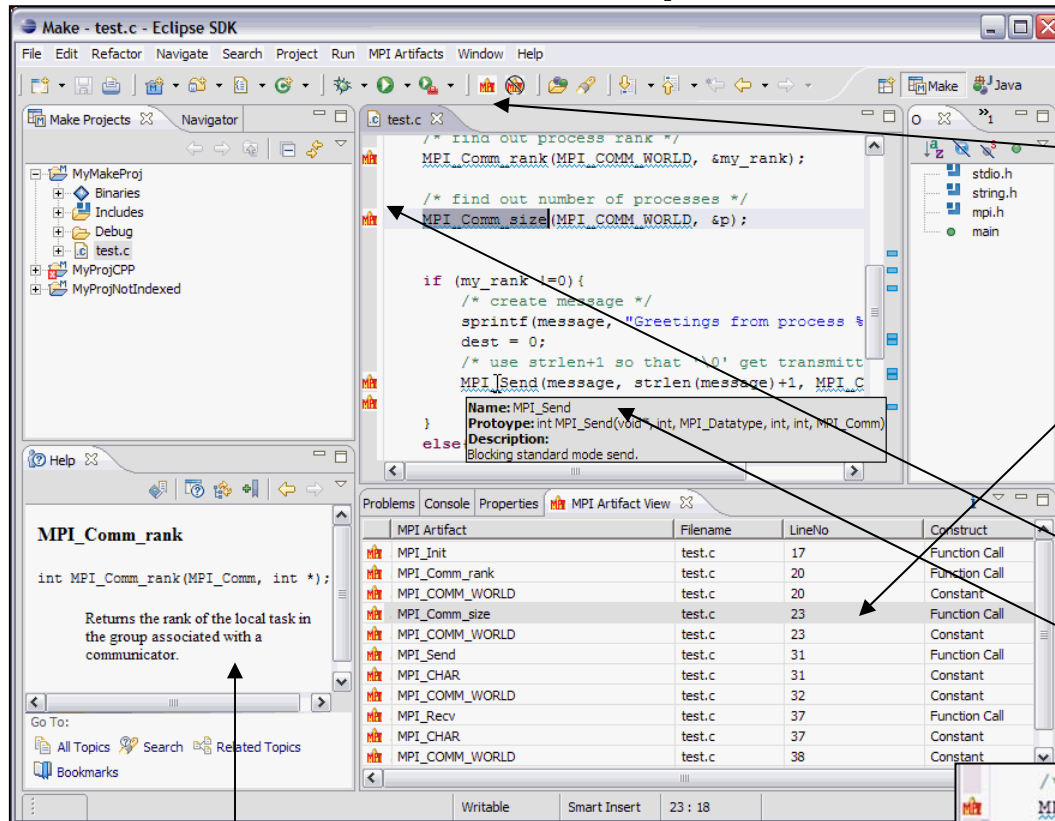 Make - test.c - Eclipse SDK
File Edit Refactor Navigate Search Project Run MPI Artifacts Window Help
Make Java
Make Projects Navigator
MyMakeProj
Binaries
Includes
Debug
test.c
MyProjCPP
MyProjNotIndexed
test.c
/* find out process rank */
MPI_Comm_rank(MPI_COMM_WORLD, &my_rank);
/* find out number of processes */
MPI_Comm_size(MPI_COMM_WORLD, &p);
if (my_rank !=0){
/* create message */
sprintf(message, "Greetings from process %
dest = 0;
/* use strlen+1 so that '\0' get transmitt
MPI_Send(message, strlen(message)+1, MPI_C
}
else
Name: MPI_Send
Protoype: int MPI_Send(void*, int, MPI_Datatype, int, int, MPI_Comm)
Description:
Blocking standard mode send.
O »1
stdio.h
string.h
mpi.h
main
Help
MPI_Comm_rank
int MPI_Comm_rank(MPI_Comm, int *);
Returns the rank of the local task in
the group associated with a
communicator.
Go To:
All Topics Search Related Topics
Bookmarks
Problems Console Properties MPI Artifact View
MPI Artifact Filename LineNo Construct
MPI_Init test.c 17 Function Call
MPI_Comm_rank test.c 20 Function Call
MPI_COMM_WORLD test.c 20 Constant
MPI_Comm_size test.c 23 Function Call
MPI_COMM_WORLD test.c 23 Constant
MPI_Send test.c 31 Function Call
MPI_CHAR test.c 31 Constant
MPI_COMM_WORLD test.c 32 Constant
MPI_Recv test.c 37 Function Call
MPI_CHAR test.c 37 Constant
MPI_COMM_WORLD test.c 38 Constant
Writable Smart Insert 23 : 18